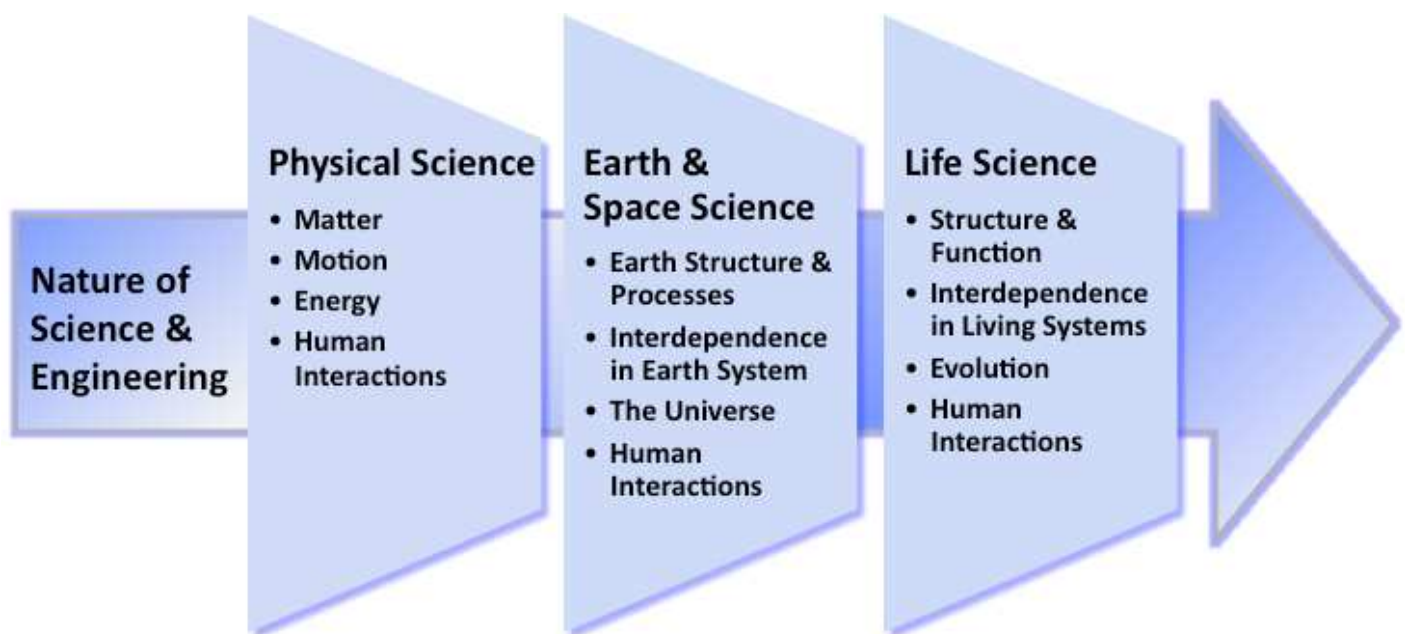 Nature of
Science &
Engineering
Physical Science
• Matter
• Motion
• Energy
• Human
Interactions
Earth &
Space Science
• Earth Structure &
Processes
• Interdependence
in Earth System
• The Universe
• Human
Interactions
Life Science
• Structure &
Function
• Interdependence
in Living Systems
• Evolution
• Human
Interactions